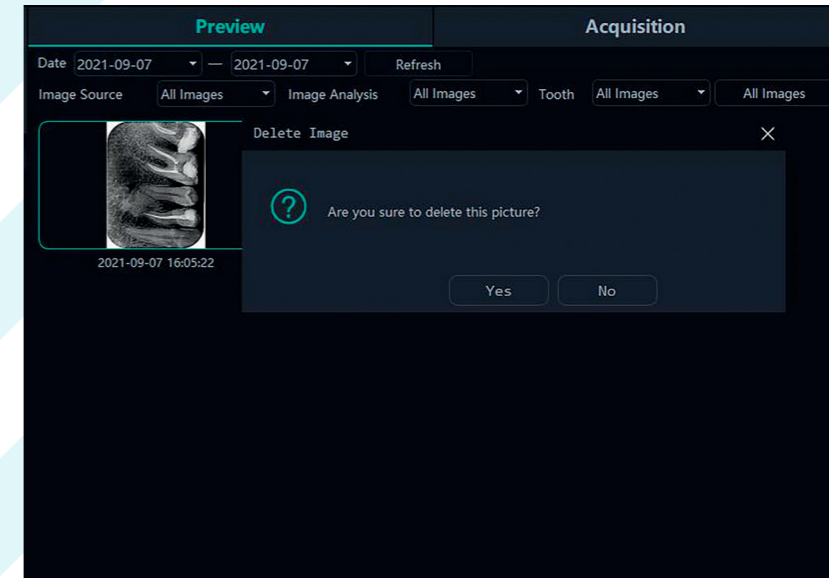 Preview Acquisition
Date 2021-09-07 — 2021-09-07 Refresh
Image Source All Images Image Analysis All Images Tooth All Images All Images
Delete Image
Are you sure to delete this picture?
2021-09-07 16:05:22
Yes No